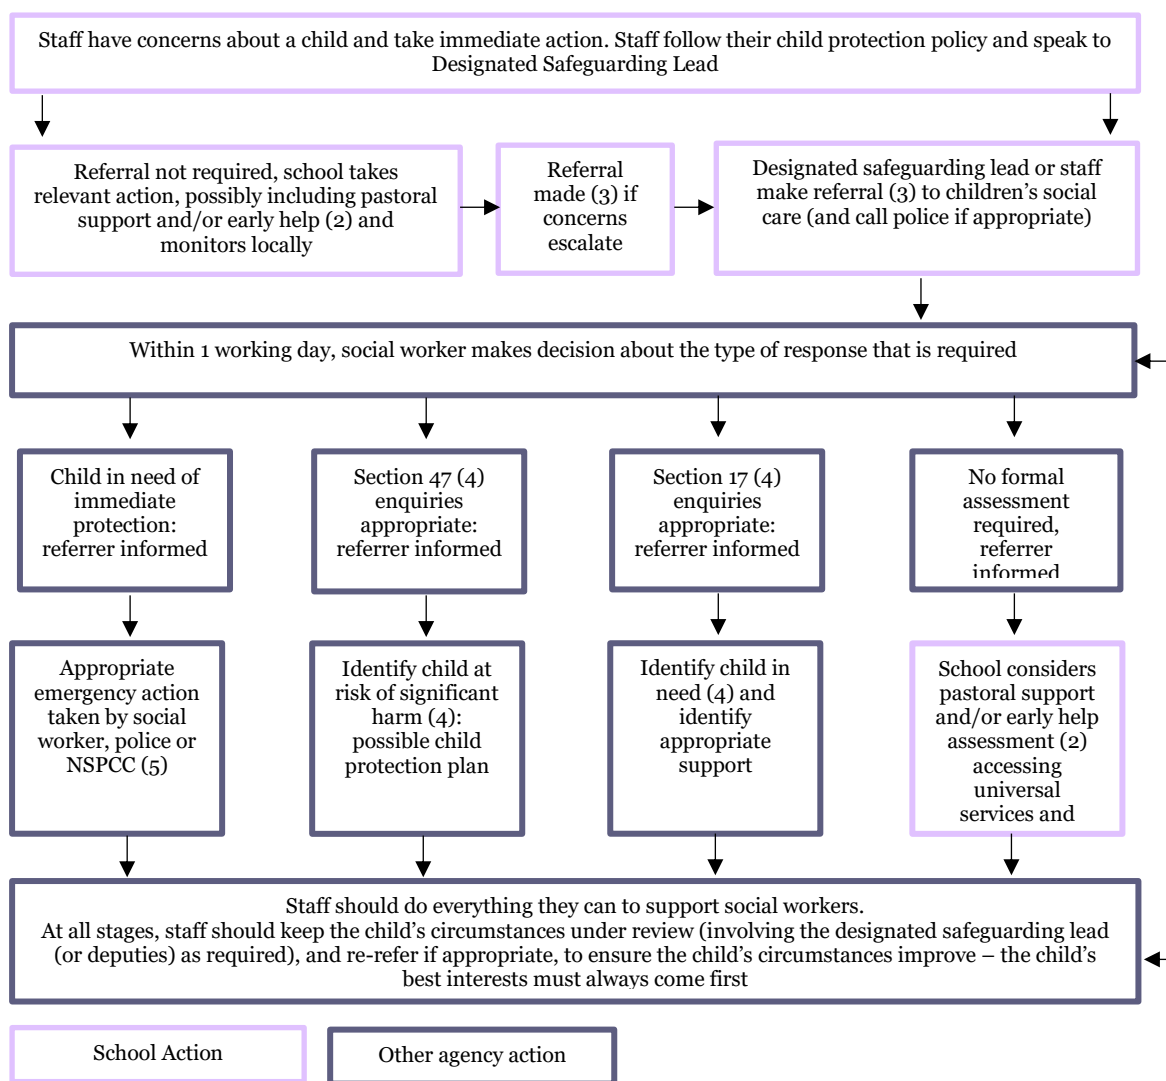 Staff have concerns about a child and take immediate action. Staff follow their child protection policy and speak to
Designated Safeguarding Lead
Referral not required, school takes
relevant action, possibly including pastoral
support and/or early help (2) and
monitors locally
Referral
made (3) if
concerns
escalate
Designated safeguarding lead or staff
make referral (3) to children’s social
care (and call police if appropriate)
Within 1 working day, social worker makes decision about the type of response that is required
Child in need of
immediate
protection:
referrer informed
Section 47 (4)
enquiries
appropriate:
referrer informed
Section 17 (4)
enquiries
appropriate:
referrer informed
No formal
assessment
required,
referrer
informed
Appropriate
emergency action
taken by social
worker, police or
NSPCC (5)
Identify child at
risk of significant
harm (4):
possible child
protection plan
Identify child in
need (4) and
identify
appropriate
support
School considers
pastoral support
and/or early help
assessment (2)
accessing
universal
services and
Staff should do everything they can to support social workers.
At all stages, staff should keep the child’s circumstances under review (involving the designated safeguarding lead
(or deputies) as required), and re-refer if appropriate, to ensure the child’s circumstances improve – the child’s
best interests must always come first
School Action
Other agency action